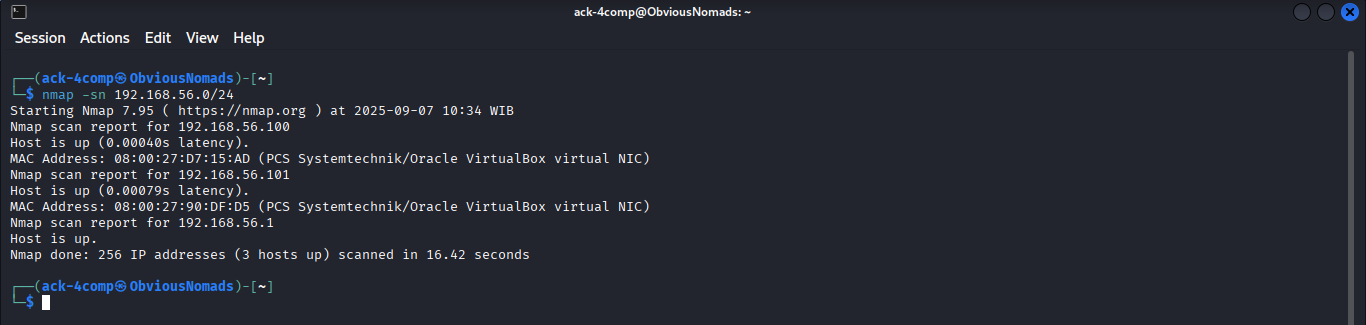 ack-4comp@ObviousNomads: ~
Session Actions Edit View Help
┌──(ack-4comp㉿ObviousNomads)-[~]
└─$ nmap -sn 192.168.56.0/24
Starting Nmap 7.95 ( https://nmap.org ) at 2025-09-07 10:34 WIB
Nmap scan report for 192.168.56.100
Host is up (0.00040s latency).
MAC Address: 08:00:27:D7:15:AD (PCS Systemtechnik/Oracle VirtualBox virtual NIC)
Nmap scan report for 192.168.56.101
Host is up (0.00079s latency).
MAC Address: 08:00:27:90:DF:D5 (PCS Systemtechnik/Oracle VirtualBox virtual NIC)
Nmap scan report for 192.168.56.1
Host is up.
Nmap done: 256 IP addresses (3 hosts up) scanned in 16.42 seconds
┌──(ack-4comp㉿ObviousNomads)-[~]
└─$